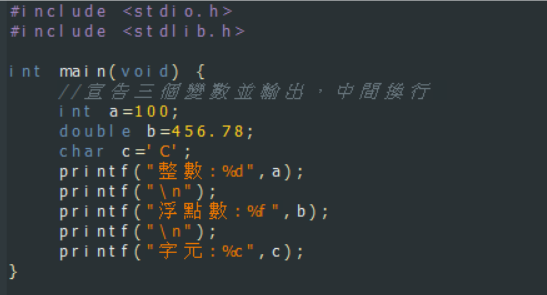 #include <stdio.h>
#include <stdlib.h>
int main(void) {
//宣告三個變數並輸出，中間換行
int a=100;
double b=456.78;
char c='C';
printf("整數:%d",a);
printf("\n");
printf("浮點數:%f",b);
printf("\n");
printf("字元:%c",c);
}